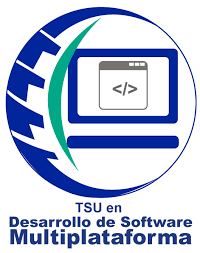 </>
TSU en
Desarrollo de Software
Multiplataforma